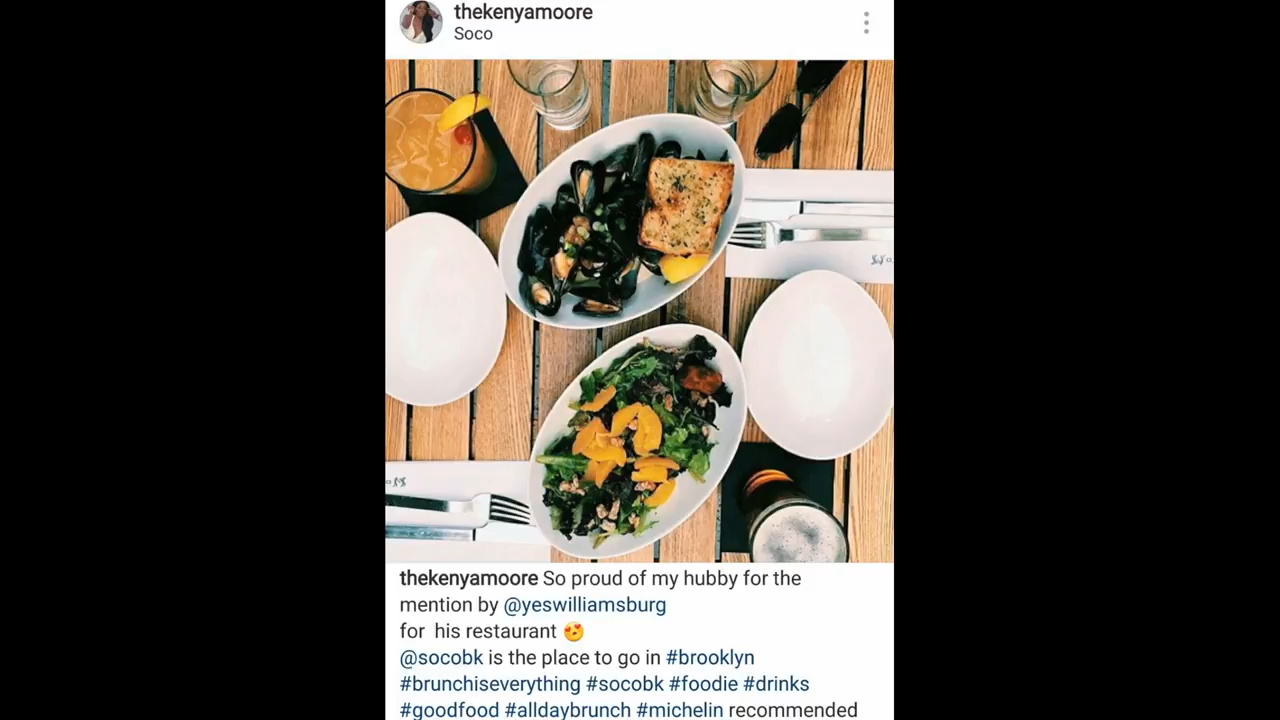 thekenyamoore
Soco
thekenyamoore So proud of my hubby for the
mention by @yeswilliamsburg
for his restaurant
@socobk is the place to go in #brooklyn
#brunchiseverything #socobk #foodie #drinks
#goodfood #alldaybrunch #michelin recommended